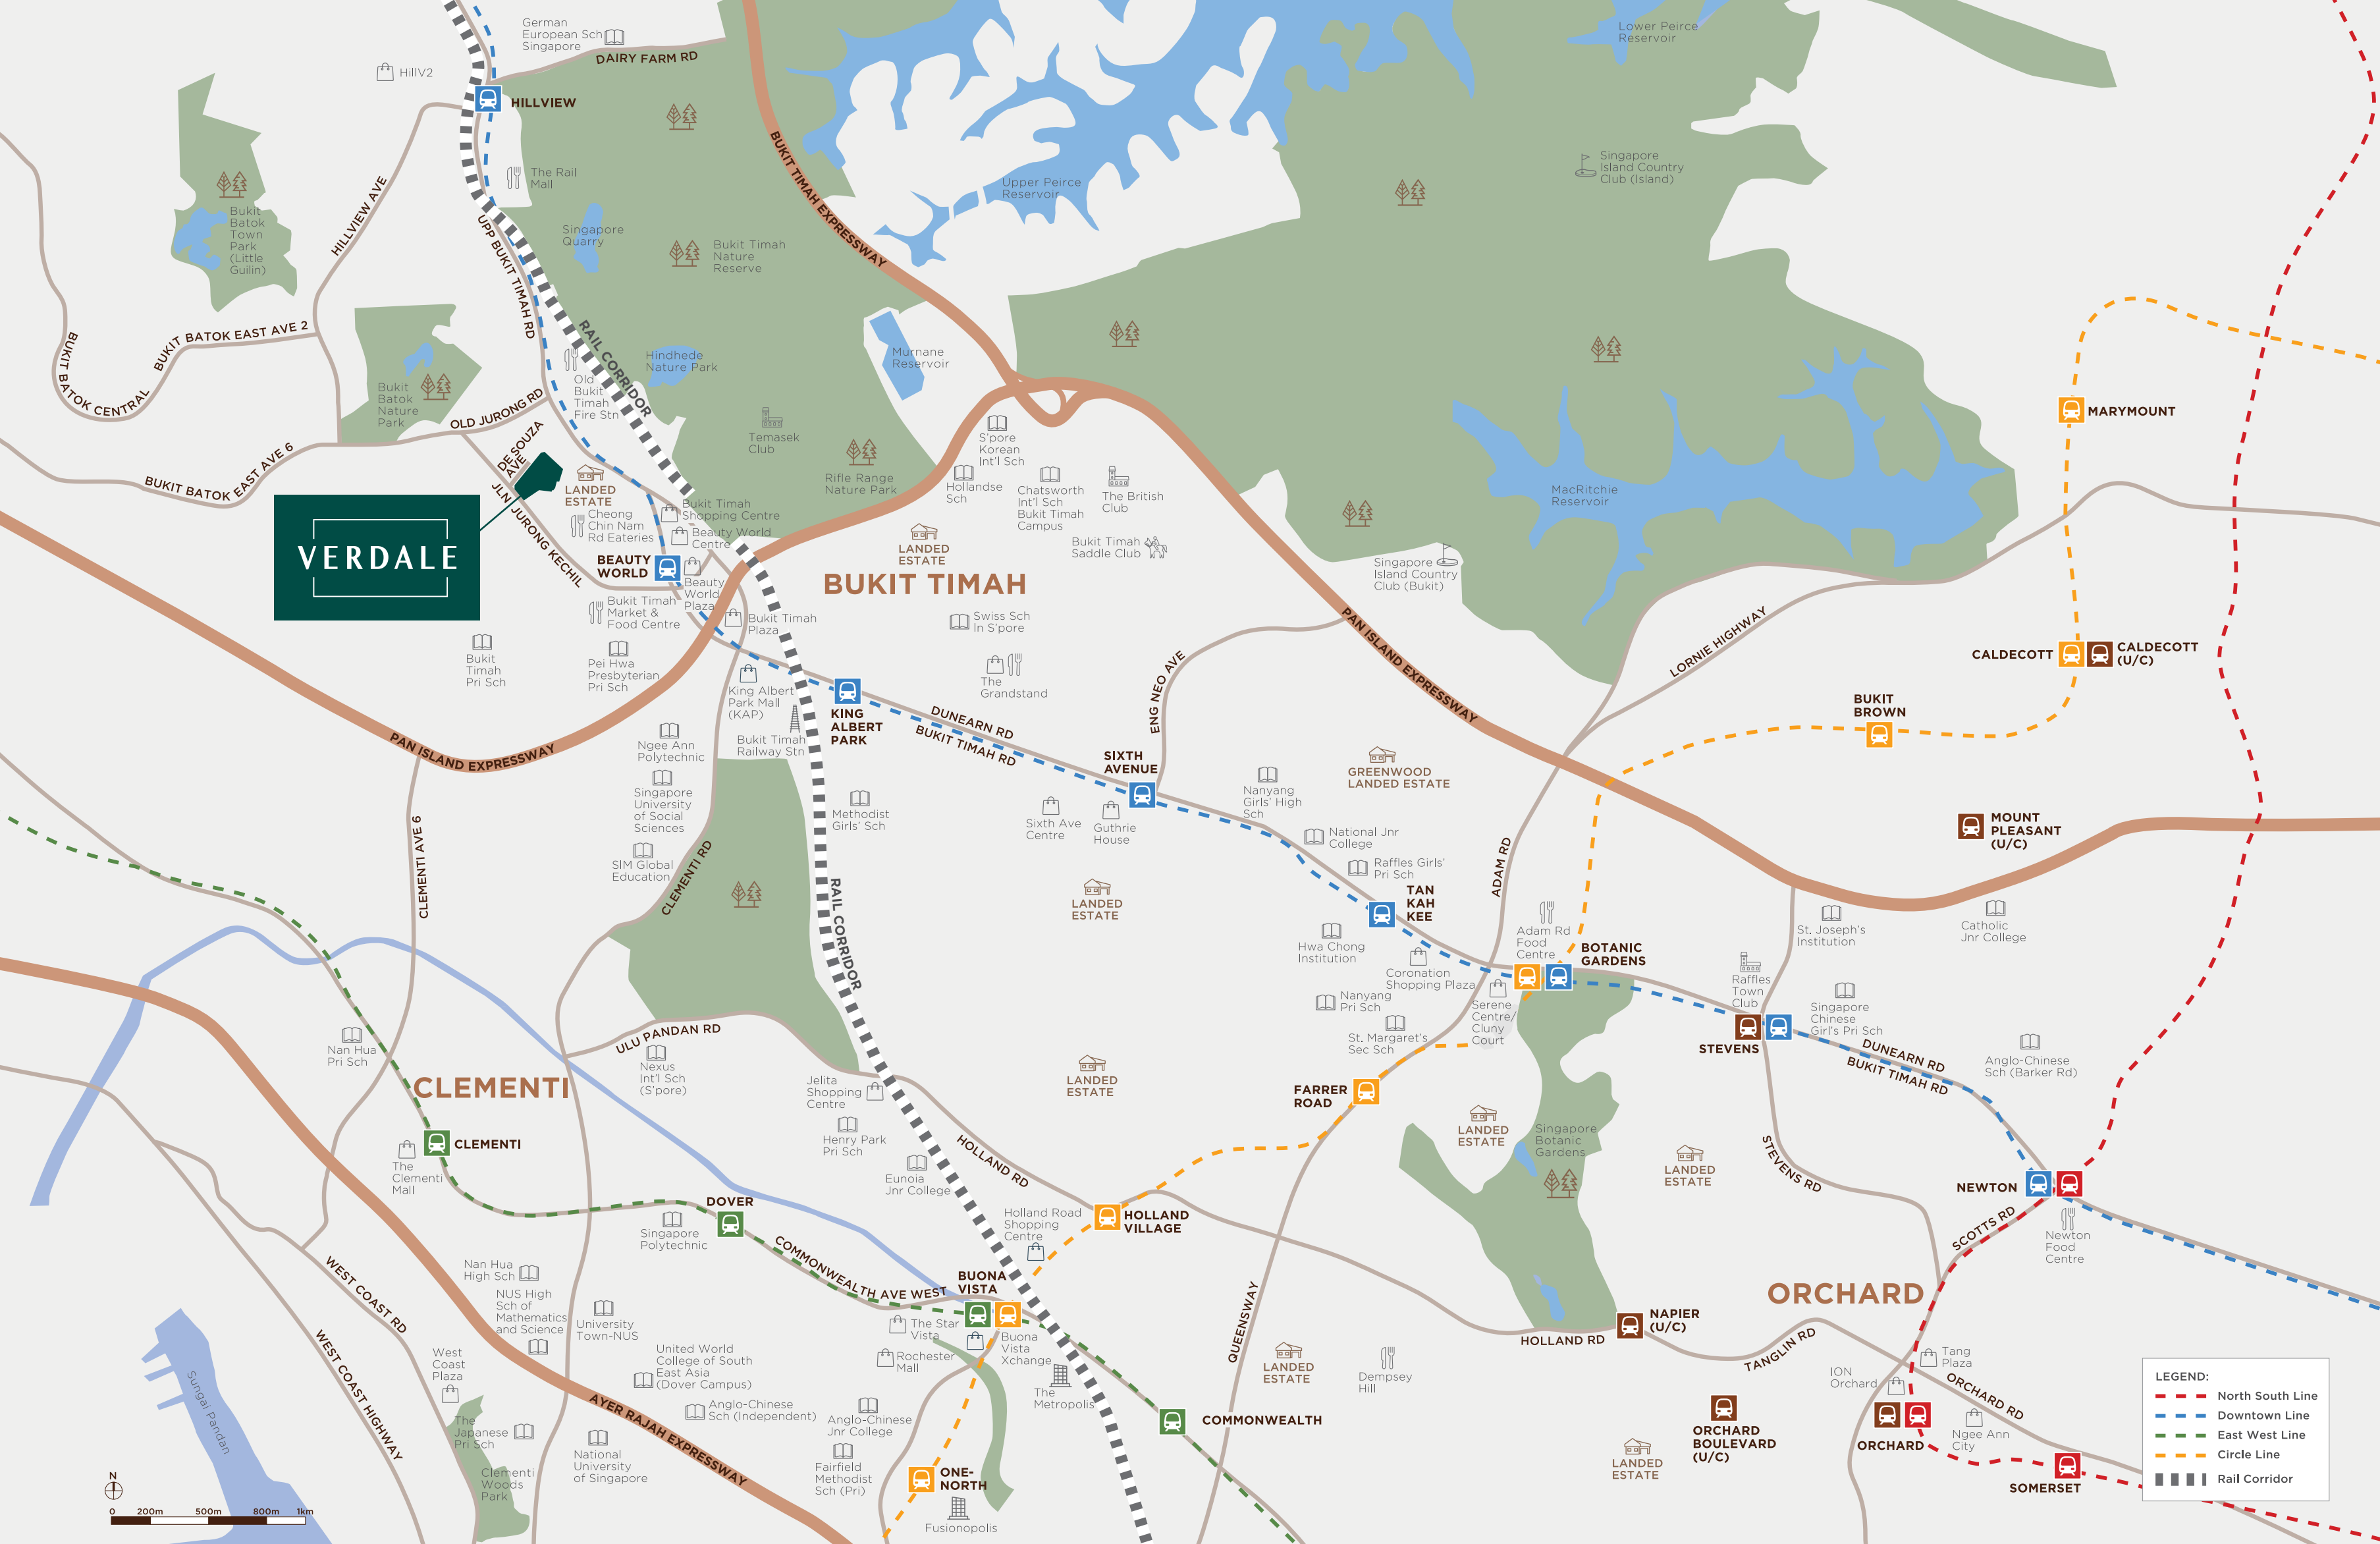 German
European Sch
Singapore
DAIRY FARM RD
HillV2
HILLVIEW
The Rail
Mall
Lower Peirce
Reservoir
Upper Peirce
Reservoir
Singapore
Island Country
Club (Island)
BUKIT TIMAH EXPRESSWAY
Bukit
Batok
Town
Park
(Little
Guilin)
HILLVIEW AVE
UPP BUKIT TIMAH RD
Singapore
Quarry
Bukit Timah
Nature
Reserve
RAIL CORRIDOR
BUKIT BATOK EAST AVE 2
BUKIT BATOK CENTRAL
Bukit
Batok
Nature
Park
Old
Bukit
Timah
Fire Stn
Hindhede
Nature Park
Murnane
Reservoir
OLD JURONG RD
DE SOUZA
AVE
BUKIT BATOK EAST AVE 6
Temasek
Club
Rifle Range
Nature Park
S'pore
Korean
Int'l Sch
Hollandse
Sch
Chatsworth
Int'l Sch
Bukit Timah
Campus
The British
Club
Bukit Timah
Saddle Club
MacRitchie
Reservoir
MARYMOUNT
LANDED
ESTATE
JLN JURONG KECHIL
Cheong
Chin Nam
Rd Eateries
Bukit Timah
Shopping Centre
Beauty World
Centre
VERDALE
BEAUTY
WORLD
Beauty
World
Plaza
LANDED
ESTATE
BUKIT TIMAH
Singapore
Island Country
Club (Bukit)
Bukit Timah
Market &
Food Centre
Bukit Timah
Plaza
Swiss Sch
In S'pore
PAN ISLAND EXPRESSWAY
LORNIE HIGHWAY
CALDECOTT
CALDECOTT
(U/C)
Bukit
Timah
Pri Sch
Pei Hwa
Presbyterian
Pri Sch
King Albert
Park Mall
(KAP)
The
Grandstand
ENG NEO AVE
BUKIT
BROWN
KING
ALBERT
PARK
DUNEARN RD
BUKIT TIMAH RD
PAN ISLAND EXPRESSWAY
Ngee Ann
Polytechnic
Bukit Timah
Railway Stn
SIXTH
AVENUE
GREENWOOD
LANDED ESTATE
Singapore
University
of Social
Sciences
Methodist
Girls' Sch
Sixth Ave
Centre
Guthrie
House
Nanyang
Girls' High
Sch
National Jnr
College
MOUNT
PLEASANT
(U/C)
CLEMENTI AVE 6
SIM Global
Education
CLEMENTI RD
RAIL CORRIDOR
LANDED
ESTATE
Raffles Girls'
Pri Sch
TAN
KAH
KEE
ADAM RD
Adam Rd
Food
Centre
BOTANIC
GARDENS
St. Joseph's
Institution
Catholic
Jnr College
Hwa Chong
Institution
Coronation
Shopping Plaza
Nanyang
Pri Sch
Serene
Centre/
Cluny
Court
Raffles
Town
Club
Singapore
Chinese
Girl's Pri Sch
STEVENS
St. Margaret's
Sec Sch
DUNEARN RD
BUKIT TIMAH RD
Anglo-Chinese
Sch (Barker Rd)
Nan Hua
Pri Sch
ULU PANDAN RD
Nexus
Int'l Sch
(S'pore)
CLEMENTI
Jelita
Shopping
Centre
LANDED
ESTATE
FARRER
ROAD
LANDED
ESTATE
Singapore
Botanic
Gardens
LANDED
ESTATE
STEVENS RD
CLEMENTI
The
Clementi
Mall
Henry Park
Pri Sch
Eunoia
Jnr College
HOLLAND RD
NEWTON
DOVER
Singapore
Polytechnic
Holland Road
Shopping
Centre
HOLLAND
VILLAGE
SCOTTS RD
Newton
Food
Centre
COMMONWEALTH AVE WEST
BUONA
VISTA
WEST COAST RD
Nan Hua
High Sch
NUS High
Sch of
Mathematics
and Science
University
Town-NUS
The Star
Vista
Buona
Vista
Xchange
QUEENSWAY
ORCHARD
NAPIER
(U/C)
HOLLAND RD
TANGLIN RD
WEST COAST HIGHWAY
Sungai Pandan
West
Coast
Plaza
United World
College of South
East Asia
(Dover Campus)
Rochester
Mall
The
Metropolis
LANDED
ESTATE
Dempsey
Hill
ION
Orchard
Tang
Plaza
ORCHARD RD
AYER RAJAH EXPRESSWAY
Anglo-Chinese
Sch (Independent)
Anglo-Chinese
Jnr College
COMMONWEALTH
ORCHARD
BOULEVARD
(U/C)
ORCHARD
Ngee Ann
City
The
Japanese
Pri Sch
National
University
of Singapore
Fairfield
Methodist
Sch (Pri)
ONE-
NORTH
LANDED
ESTATE
SOMERSET
Clementi
Woods
Park
Fusionopolis
N
0 200m 500m 800m 1km
LEGEND:
North South Line
Downtown Line
East West Line
Circle Line
Rail Corridor